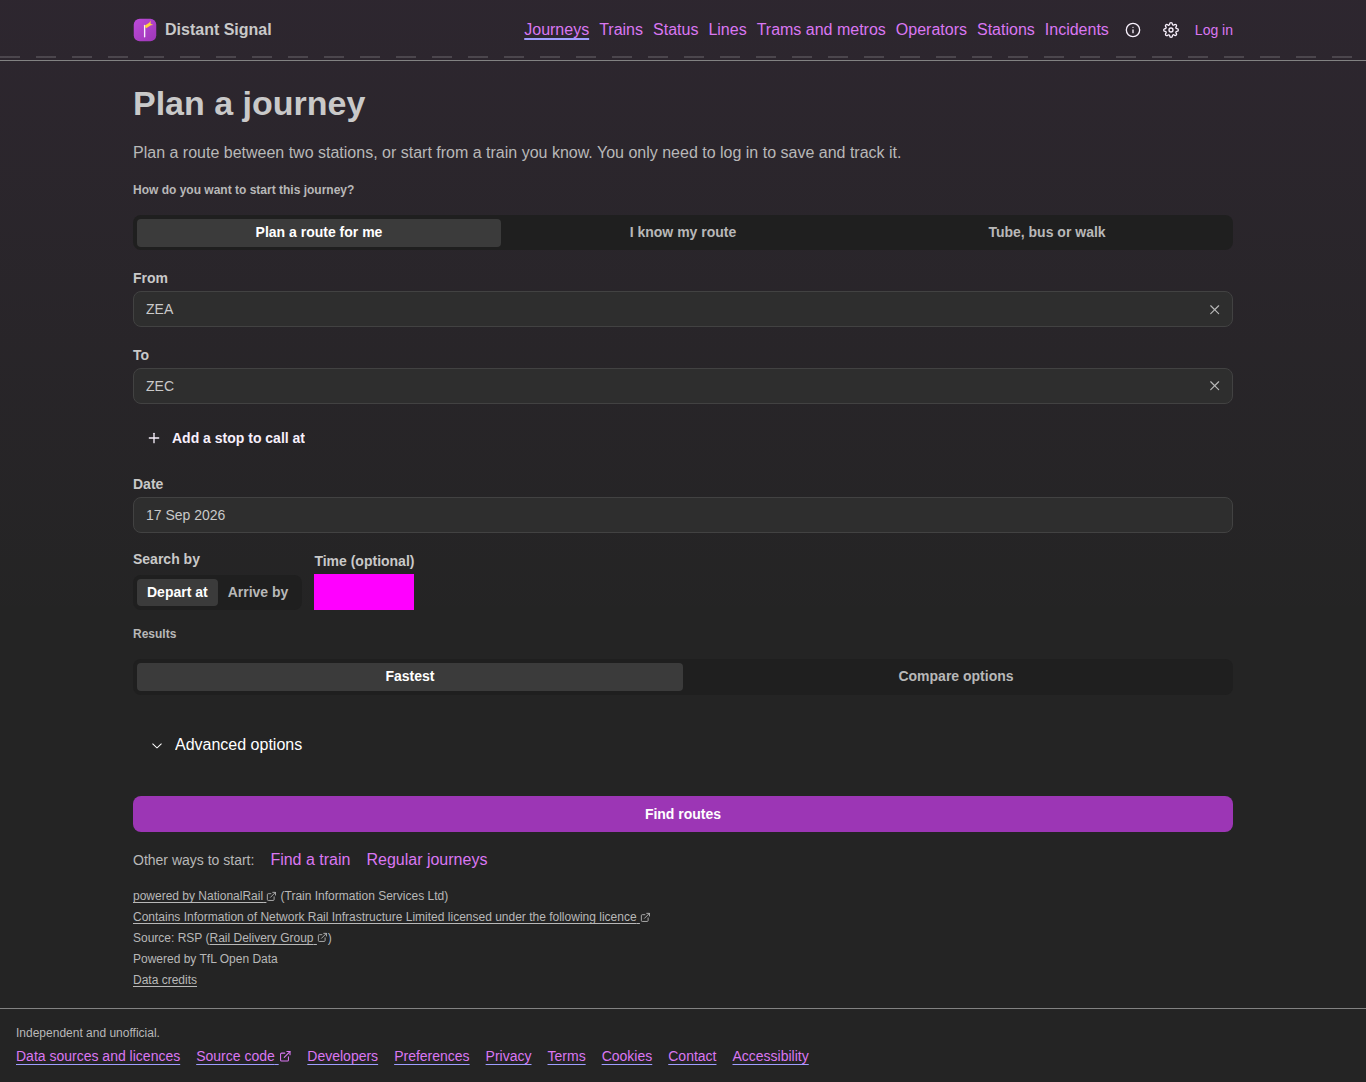 Distant Signal
Journeys Trains Status Lines Trams and metros Operators Stations Incidents Log in
Plan a journey
Plan a route between two stations, or start from a train you know. You only need to log in to save and track it.
How do you want to start this journey?
Plan a route for me I know my route Tube, bus or walk
From
ZEA
To
ZEC
Add a stop to call at
Date
17 Sep 2026
Search by Time (optional)
Depart at Arrive by
Results
Fastest Compare options
Advanced options
Find routes
Other ways to start: Find a train Regular journeys
powered by NationalRail (Train Information Services Ltd)
Contains Information of Network Rail Infrastructure Limited licensed under the following licence
Source: RSP (Rail Delivery Group )
Powered by TfL Open Data
Data credits
Independent and unofficial.
Data sources and licences Source code Developers Preferences Privacy Terms Cookies Contact Accessibility